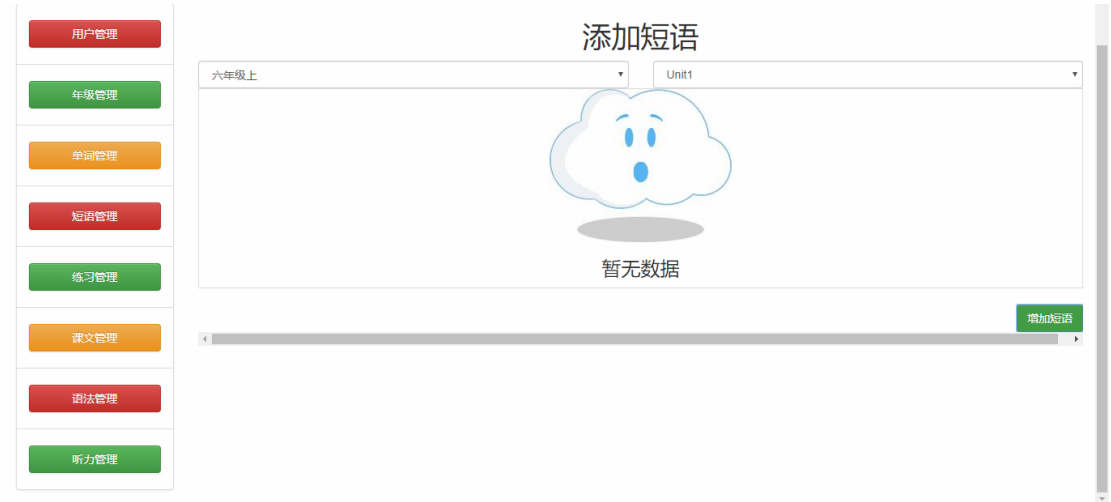 用户管理
年级管理
单词管理
短语管理
练习管理
课文管理
语法管理
听力管理
添加短语
六年级上
Unit1
暂无数据
增加短语